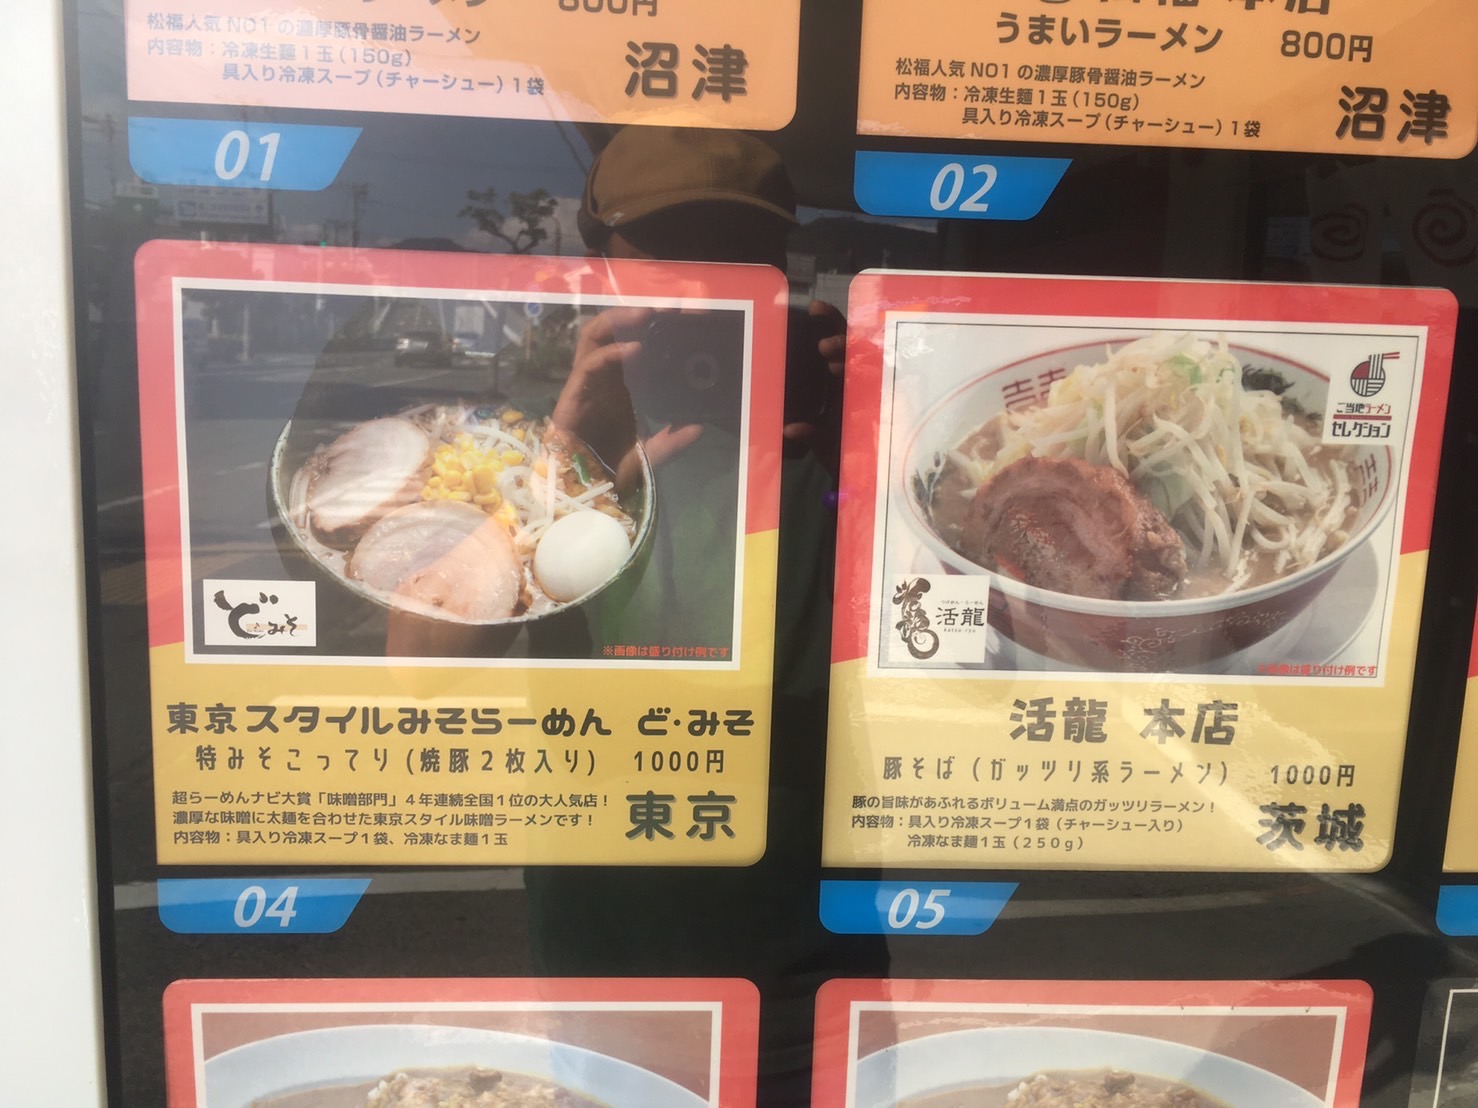 800円
松福人気NO1の濃厚豚骨醤油ラーメン
内容物：冷凍生麺1玉(150g)
具入り冷凍スープ(チャーシュー)1袋
沼津
01
本店
うまいラーメン 800円
松福人気NO1の濃厚豚骨醤油ラーメン
内容物：冷凍生麺1玉(150g)
具入り冷凍スープ(チャーシュー)1袋
沼津
02
どみそ
※画像は盛り付け例です
東京スタイルみそらーめん ど・みそ
特みそこってり(焼豚2枚入り) 1000円
超らーめんナビ大賞「味噌部門」4年連続全国1位の大人気店！
濃厚な味噌に太麺を合わせた東京スタイル味噌ラーメンです！
内容物：具入り冷凍スープ1袋、冷凍なま麺1玉
東京
04
ご当地ラーメン
セレクション
つけめん・らーめん
活龍
katsu-ryu
※画像は盛り付け例です
活龍 本店
豚そば(ガッツリ系ラーメン) 1000円
豚の旨味があふれるボリューム満点のガッツリラーメン！
内容物：具入り冷凍スープ1袋(チャーシュー入り)
冷凍なま麺1玉(250g)
茨城
05